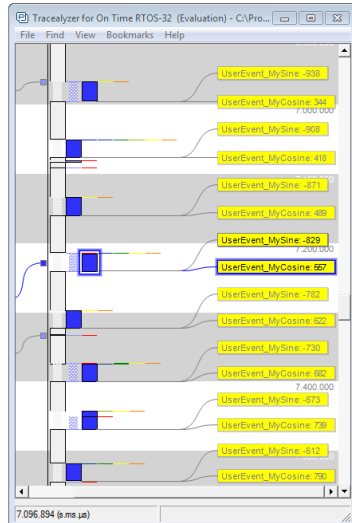 Tracealyzer for On Time RTOS-32 (Evaluation) - C:\Pro...
File Find View Bookmarks Help
UserEvent_MySine: -938
UserEvent_MyCosine: 344
7.000.000
UserEvent_MySine: -908
UserEvent_MyCosine: 418
UserEvent_MySine: -871
UserEvent_MyCosine: 489
UserEvent_MySine: -829
7.200.000
UserEvent_MyCosine: 557
UserEvent_MySine: -782
UserEvent_MyCosine: 622
UserEvent_MySine: -730
UserEvent_MyCosine: 682
7.400.000
UserEvent_MySine: -673
UserEvent_MyCosine: 739
UserEvent_MySine: -612
UserEvent_MyCosine: 790
7.096.894 (s.ms.µs)